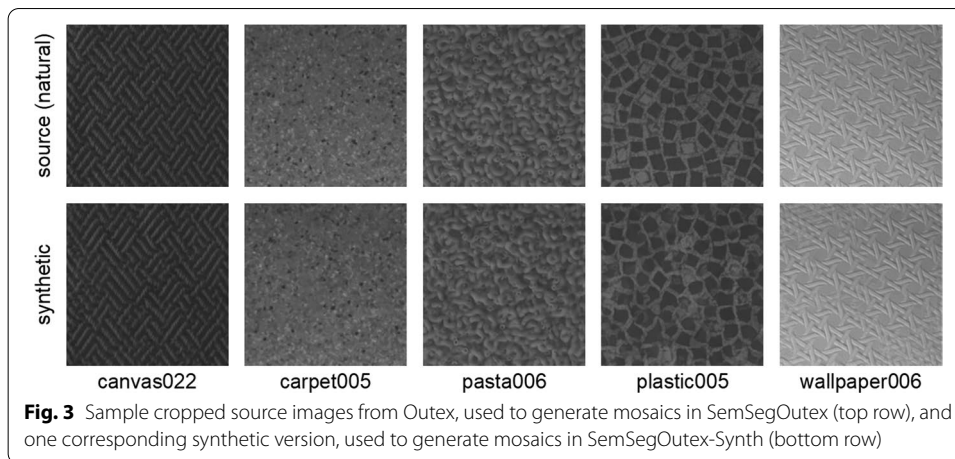 source (natural)
synthetic
canvas022
carpet005
pasta006
plastic005
wallpaper006
Fig. 3 Sample cropped source images from Outex, used to generate mosaics in SemSegOutex (top row), and
one corresponding synthetic version, used to generate mosaics in SemSegOutex-Synth (bottom row)